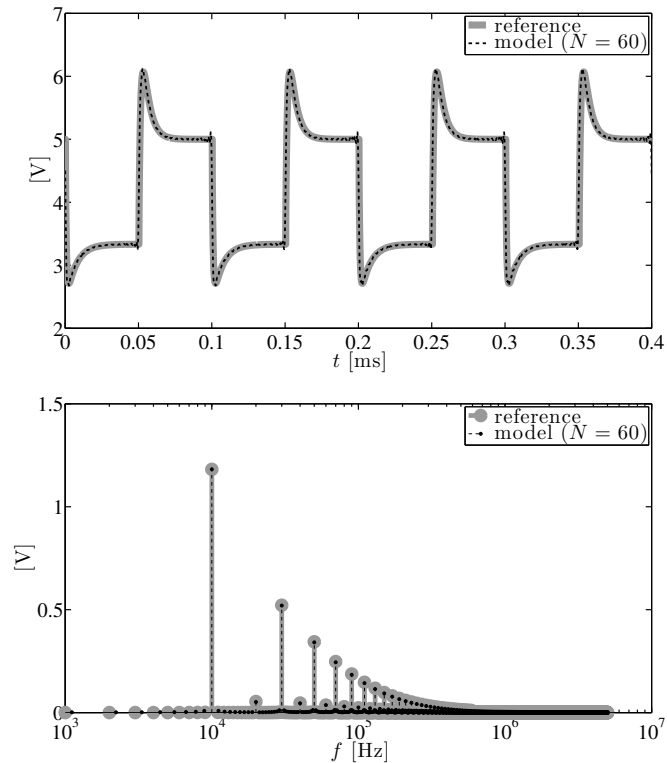 reference
model (N = 60)
7
6
5
4
3
2
[V]
0 0.05 0.1 0.15 0.2 0.25 0.3 0.35 0.4
t [ms]
reference
model (N = 60)
1.5
1
0.5
0
[V]
10^3 10^4 10^5 10^6 10^7
f [Hz]